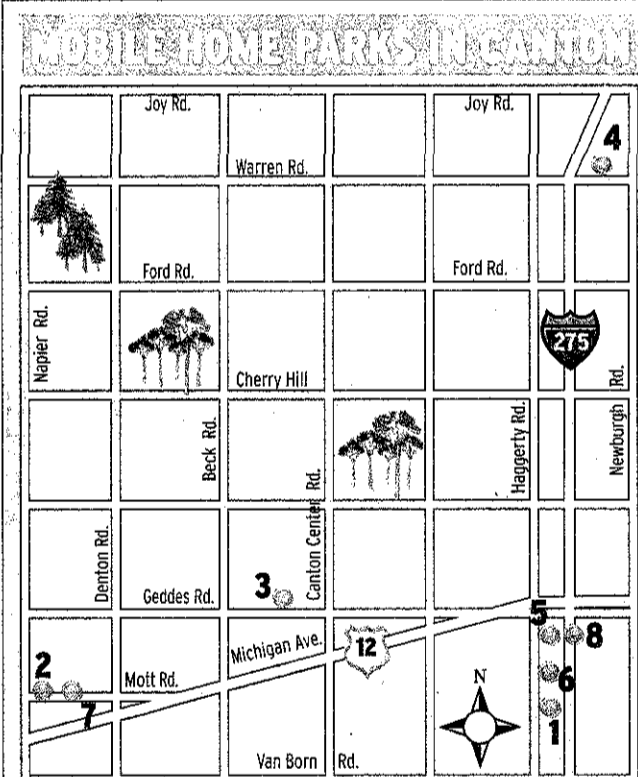 MOBILE HOME PARKS IN CANTON
Joy Rd.
Joy Rd.
4
Warren Rd.
Ford Rd.
Ford Rd.
Napier Rd.
275
Cherry Hill
Newburgh Rd.
Beck Rd.
Haggerty Rd.
Canton Center Rd.
Denton Rd.
3
Geddes Rd.
5
Michigan Ave.
12
8
2
Mott Rd.
N
6
7
1
Van Born Rd.